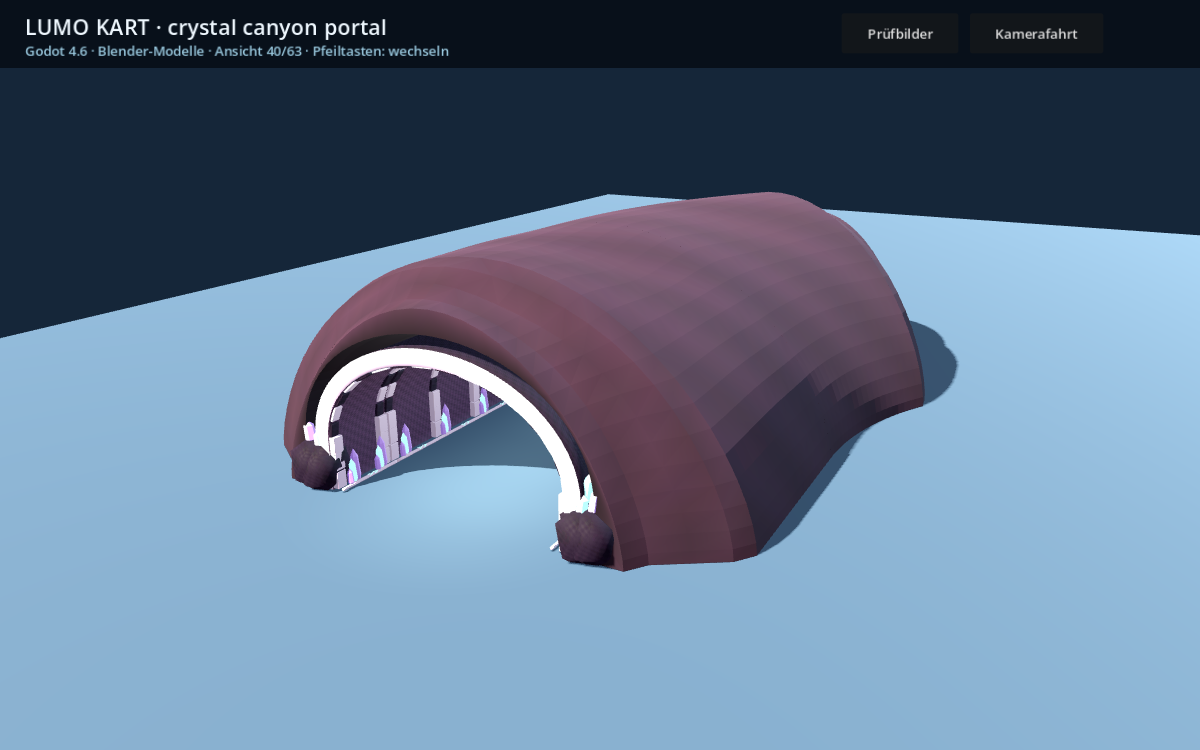 LUMO KART · crystal canyon portal
Godot 4.6 · Blender-Modelle · Ansicht 40/63 · Pfeiltasten: wechseln
Prüfbilder
Kamerafahrt